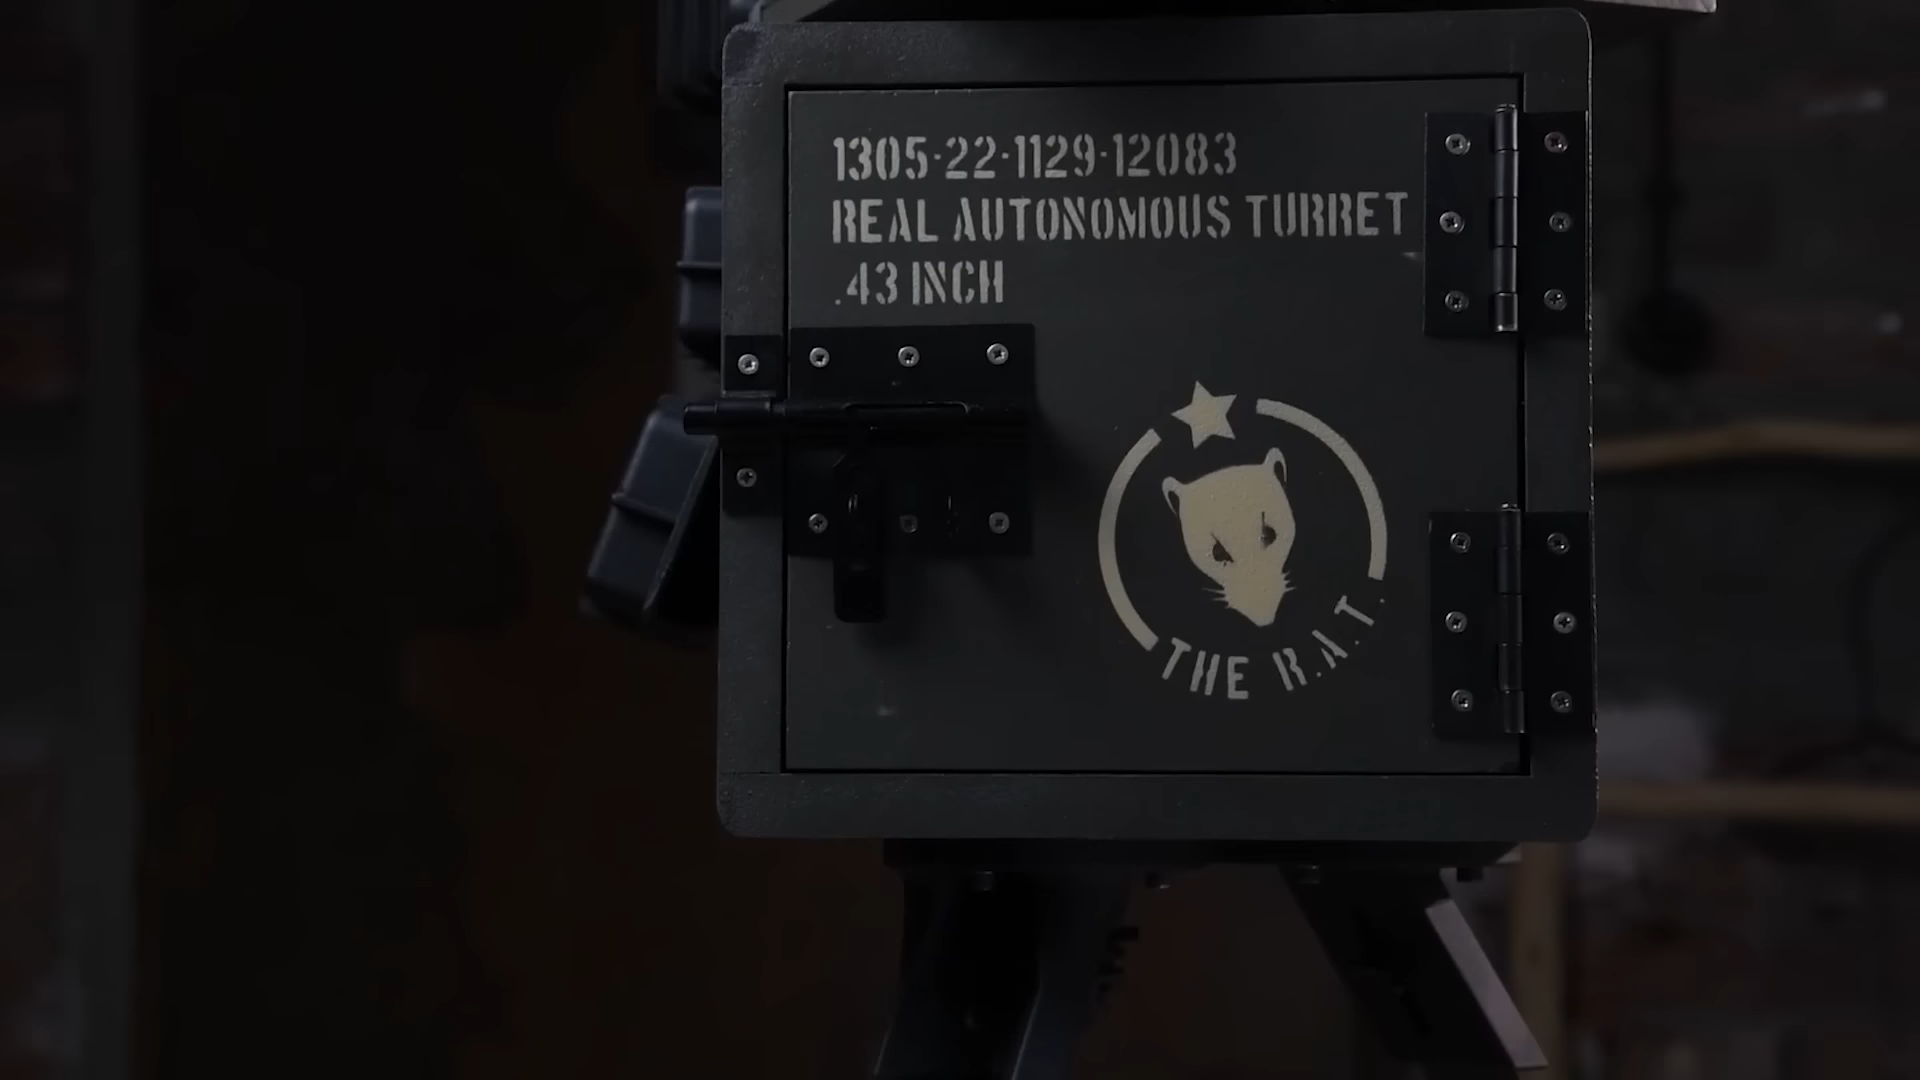 1305-22-1129-12083
REAL AUTONOMOUS TURRET
.43 INCH
THE R.A.T.